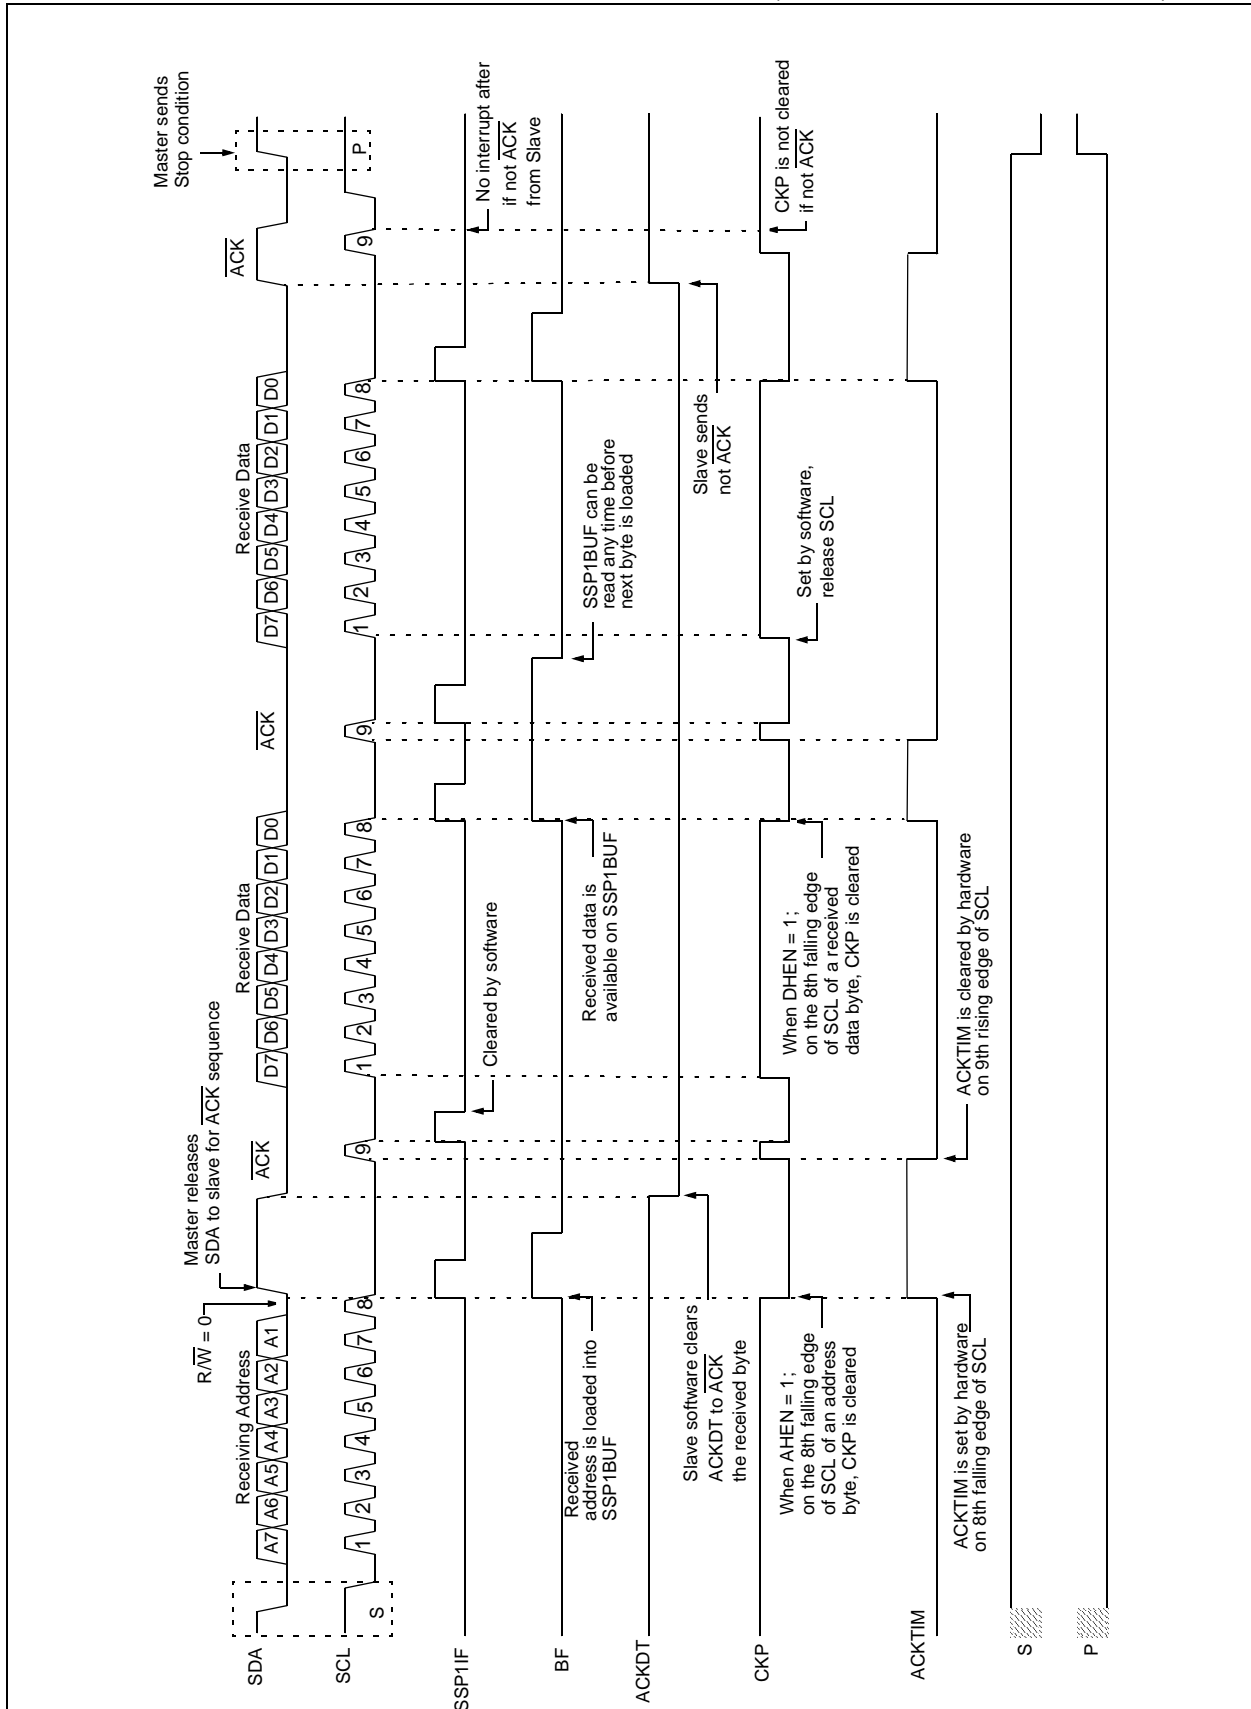 Master sends
Stop condition
Master releases
SDA to slave for ACK sequence
R/W = 0
Receiving Address
Receive Data
Receive Data
ACK
ACK
ACK
SDA
A7 A6 A5 A4 A3 A2 A1
D7 D6 D5 D4 D3 D2 D1 D0
D7 D6 D5 D4 D3 D2 D1 D0
SCL
S
1 2 3 4 5 6 7 8 9
1 2 3 4 5 6 7 8 9
1 2 3 4 5 6 7 8 9
P
SSP1IF
Cleared by software
No interrupt after
if not ACK
from Slave
BF
Received
address is loaded into
SSP1BUF
Received data is
available on SSP1BUF
SSP1BUF can be
read any time before
next byte is loaded
ACKDT
Slave software clears
ACKDT to ACK
the received byte
Slave sends
not ACK
CKP
When AHEN = 1;
on the 8th falling edge
of SCL of an address
byte, CKP is cleared
When DHEN = 1;
on the 8th falling edge
of SCL of a received
data byte, CKP is cleared
Set by software,
release SCL
CKP is not cleared
if not ACK
ACKTIM
ACKTIM is set by hardware
on 8th falling edge of SCL
ACKTIM is cleared by hardware
on 9th rising edge of SCL
S
P